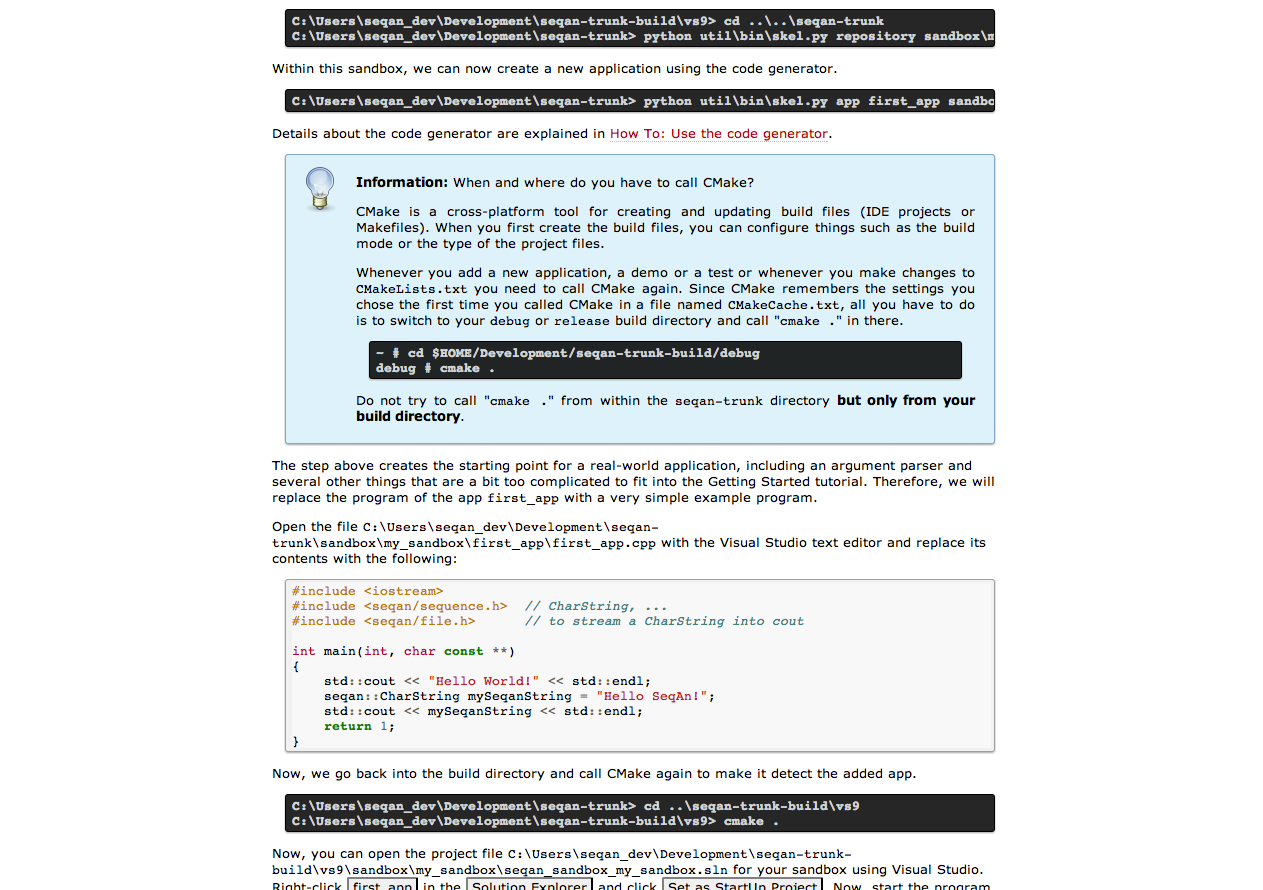 C:\Users\seqan_dev\Development\seqan-trunk-build\vs9> cd ..\..\seqan-trunk
C:\Users\seqan_dev\Development\seqan-trunk> python util\bin\skel.py repository sandbox\m
Within this sandbox, we can now create a new application using the code generator.
C:\Users\seqan_dev\Development\seqan-trunk> python util\bin\skel.py app first_app sandbo
Details about the code generator are explained in How To: Use the code generator.
Information: When and where do you have to call CMake?
CMake is a cross-platform tool for creating and updating build files (IDE projects or
Makefiles). When you first create the build files, you can configure things such as the build
mode or the type of the project files.
Whenever you add a new application, a demo or a test or whenever you make changes to
CMakeLists.txt you need to call CMake again. Since CMake remembers the settings you
chose the first time you called CMake in a file named CMakeCache.txt, all you have to do
is to switch to your debug or release build directory and call "cmake ." in there.
~ # cd $HOME/Development/seqan-trunk-build/debug
debug # cmake .
Do not try to call "cmake ." from within the seqan-trunk directory but only from your
build directory.
The step above creates the starting point for a real-world application, including an argument parser and
several other things that are a bit too complicated to fit into the Getting Started tutorial. Therefore, we will
replace the program of the app first_app with a very simple example program.
Open the file C:\Users\seqan_dev\Development\seqan-
trunk\sandbox\my_sandbox\first_app\first_app.cpp with the Visual Studio text editor and replace its
contents with the following:
#include <iostream>
#include <seqan/sequence.h>  // CharString, ...
#include <seqan/file.h>      // to stream a CharString into cout
int main(int, char const **)
{
    std::cout << "Hello World!" << std::endl;
    seqan::CharString mySeqanString = "Hello SeqAn!";
    std::cout << mySeqanString << std::endl;
    return 1;
}
Now, we go back into the build directory and call CMake again to make it detect the added app.
C:\Users\seqan_dev\Development\seqan-trunk> cd ..\seqan-trunk-build\vs9
C:\Users\seqan_dev\Development\seqan-trunk-build\vs9> cmake .
Now, you can open the project file C:\Users\seqan_dev\Development\seqan-trunk-
build\vs9\sandbox\my_sandbox\seqan_sandbox_my_sandbox.sln for your sandbox using Visual Studio.
Right-click first_app in the Solution Explorer and click Set as StartUp Project. Now, start the program